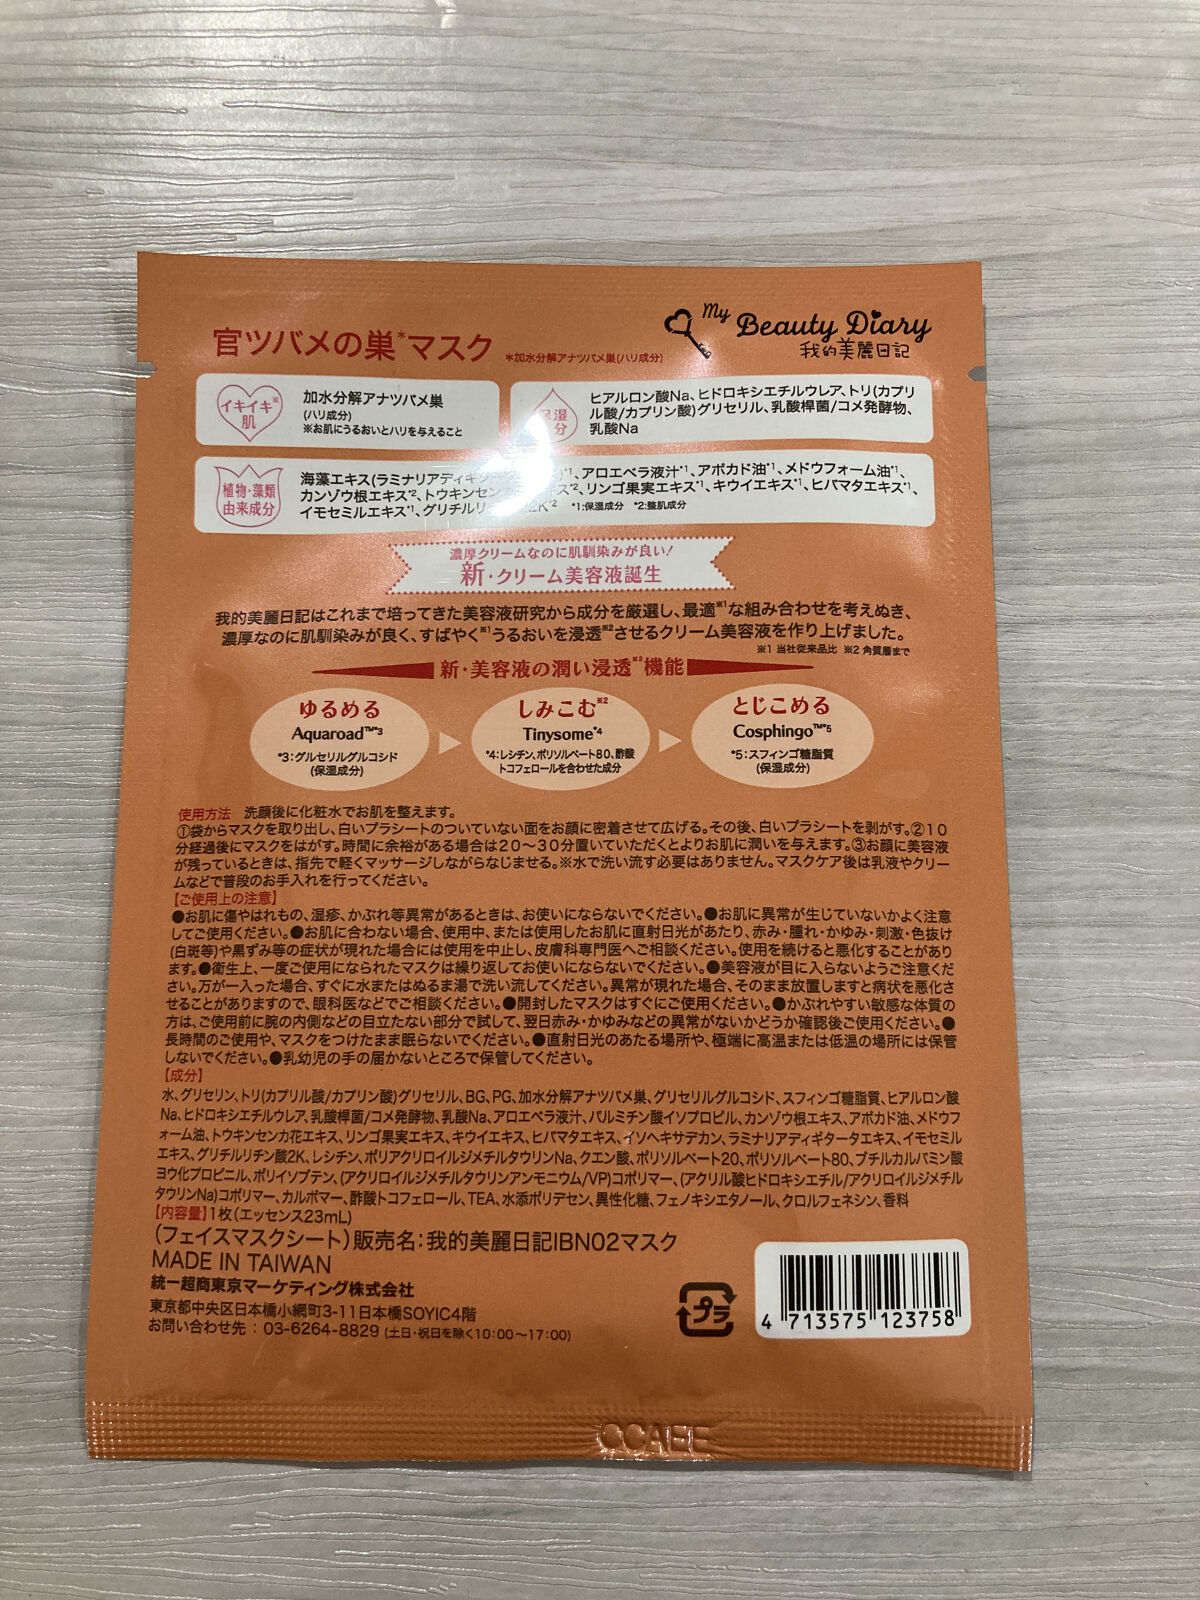 官ツバメの巣*マスク *加水分解アナツバメ巣(ハリ成分)
My Beauty Diary
我的美麗日記
イキイキ※肌
加水分解アナツバメ巣
(ハリ成分)
※お肌にうるおいとハリを与えること
ヒアルロン酸Na、ヒドロキシエチルウレア、トリ(カプリ
ル酸/カプリン酸)グリセリル、乳酸桿菌/コメ発酵物、
乳酸Na
植物・藻類
由来成分
海藻エキス(ラミナリアディギ *1、アロエベラ液汁*1、アボカド油*1、メドウフォーム油*1、
カンゾウ根エキス*2、トウキンセン ス*2、リンゴ果実エキス*1、キウイエキス*1、ヒバマタエキス*1、
イモセミルエキス*1、グリチルリ 2K*2 *1:保湿成分 *2:整肌成分
濃厚クリームなのに肌馴染みが良い!
新・クリーム美容液誕生
我的美麗日記はこれまで培ってきた美容液研究から成分を厳選し、最適※1な組み合わせを考えぬき、
濃厚なのに肌馴染みが良く、すばやく※1うるおいを浸透※2させるクリーム美容液を作り上げました。
※1 当社従来品比 ※2 角質層まで
新・美容液の潤い浸透※2機能
ゆるめる
Aquaroad™*3
*3:グルセリルグルコシド
(保湿成分)
しみこむ※2
Tinysome*4
*4:レシチン、ポリソルベート80、酢酸
トコフェロールを合わせた成分
とじこめる
Cosphingo*5
*5:スフィンゴ糖脂質
(保湿成分)
使用方法 洗顔後に化粧水でお肌を整えます。
①袋からマスクを取り出し、白いプラシートのついていない面をお顔に密着させて広げる。その後、白いプラシートを剥がす。②10
分経過後にマスクをはがす。時間に余裕がある場合は20〜30分置いていただくとよりお肌に潤いを与えます。③お顔に美容液
が残っているときは、指先で軽くマッサージしながらなじませる。※水で洗い流す必要はありません。マスクケア後は乳液やクリー
ムなどで普段のお手入れを行ってください。
【ご使用上の注意】
●お肌に傷やはれもの、湿疹、かぶれ等異常があるときは、お使いにならないでください。●お肌に異常が生じていないかよく注意
してご使用ください。●お肌に合わない場合、使用中、または使用したお肌に直射日光があたり、赤み・腫れ・かゆみ・刺激・色抜け
(白斑等)や黒ずみ等の症状が現れた場合には使用を中止し、皮膚科専門医へご相談ください。使用を続けると悪化することがあり
ます。●衛生上、一度ご使用になられたマスクは繰り返してお使いにならないでください。●美容液が目に入らないようご注意くだ
さい。万が一入った場合、すぐに水またはぬるま湯で洗い流してください。異常が現れた場合、そのまま放置しますと病状を悪化さ
せることがありますので、眼科医などでご相談ください。●開封したマスクはすぐにご使用ください。●かぶれやすい敏感な体質の
方は、ご使用前に腕の内側などの目立たない部分で試して、翌日赤み・かゆみなどの異常がないかどうか確認後ご使用ください。●
長時間のご使用や、マスクをつけたまま眠らないでください。●直射日光のあたる場所や、極端に高温または低温の場所には保管
しないでください。●乳幼児の手の届かないところで保管してください。
【成分】
水、グリセリン、トリ(カプリル酸/カプリン酸)グリセリル、BG、PG、加水分解アナツバメ巣、グリセリルグルコシド、スフィンゴ糖脂質、ヒアルロン酸
Na、ヒドロキシエチルウレア、乳酸桿菌/コメ発酵物、乳酸Na、アロエベラ液汁、パルミチン酸イソプロピル、カンゾウ根エキス、アボカド油、メドウフ
ォーム油、トウキンセンカ花エキス、リンゴ果実エキス、キウイエキス、ヒバマタエキス、イソヘキサデカン、ラミナリアディギタータエキス、イモセミル
エキス、グリチルリチン酸2K、レシチン、ポリアクリロイルジメチルタウリンNa、クエン酸、ポリソルベート20、ポリソルベート80、ブチルカルバミン酸
ヨウ化プロピニル、ポリイソブテン、(アクリロイルジメチルタウリンアンモニウム/VP)コポリマー、(アクリル酸ヒドロキシエチル/アクリロイルジメチル
タウリンNa)コポリマー、カルボマー、酢酸トコフェロール、TEA、水添ポリデセン、異性化糖、フェノキシエタノール、クロルフェネシン、香料
【内容量】1枚(エッセンス23mL)
(フェイスマスクシート)販売名:我的美麗日記IBN02マスク
MADE IN TAIWAN
統一超商東京マーケティング株式会社
東京都中央区日本橋小網町3-11日本橋SOYIC4階
お問い合わせ先:03-6264-8829 (土日・祝日を除く10:00〜17:00)
プラ
4 713575 123758